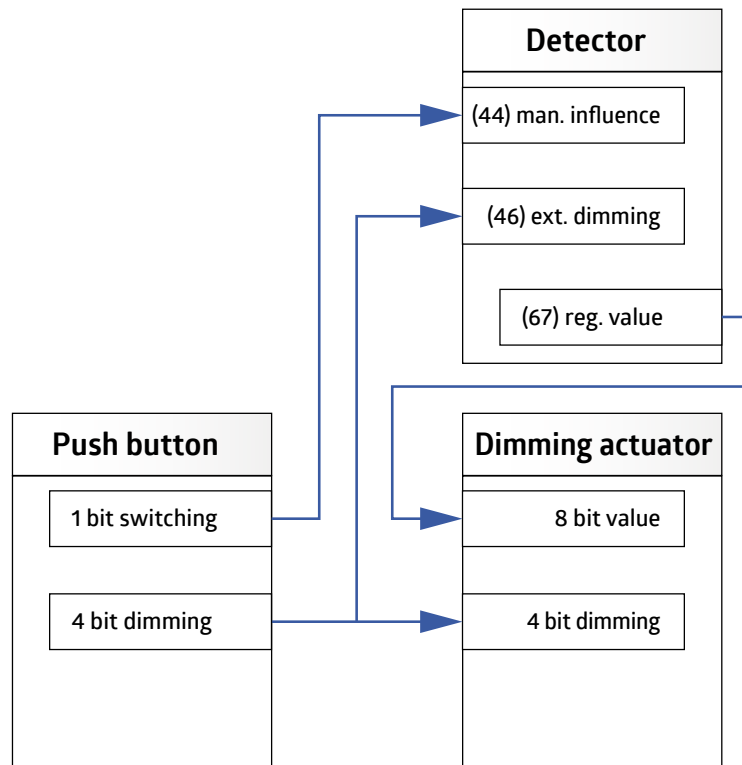 Detector
(44) man. influence
(46) ext. dimming
(67) reg. value
Push button
1 bit switching
4 bit dimming
Dimming actuator
8 bit value
4 bit dimming